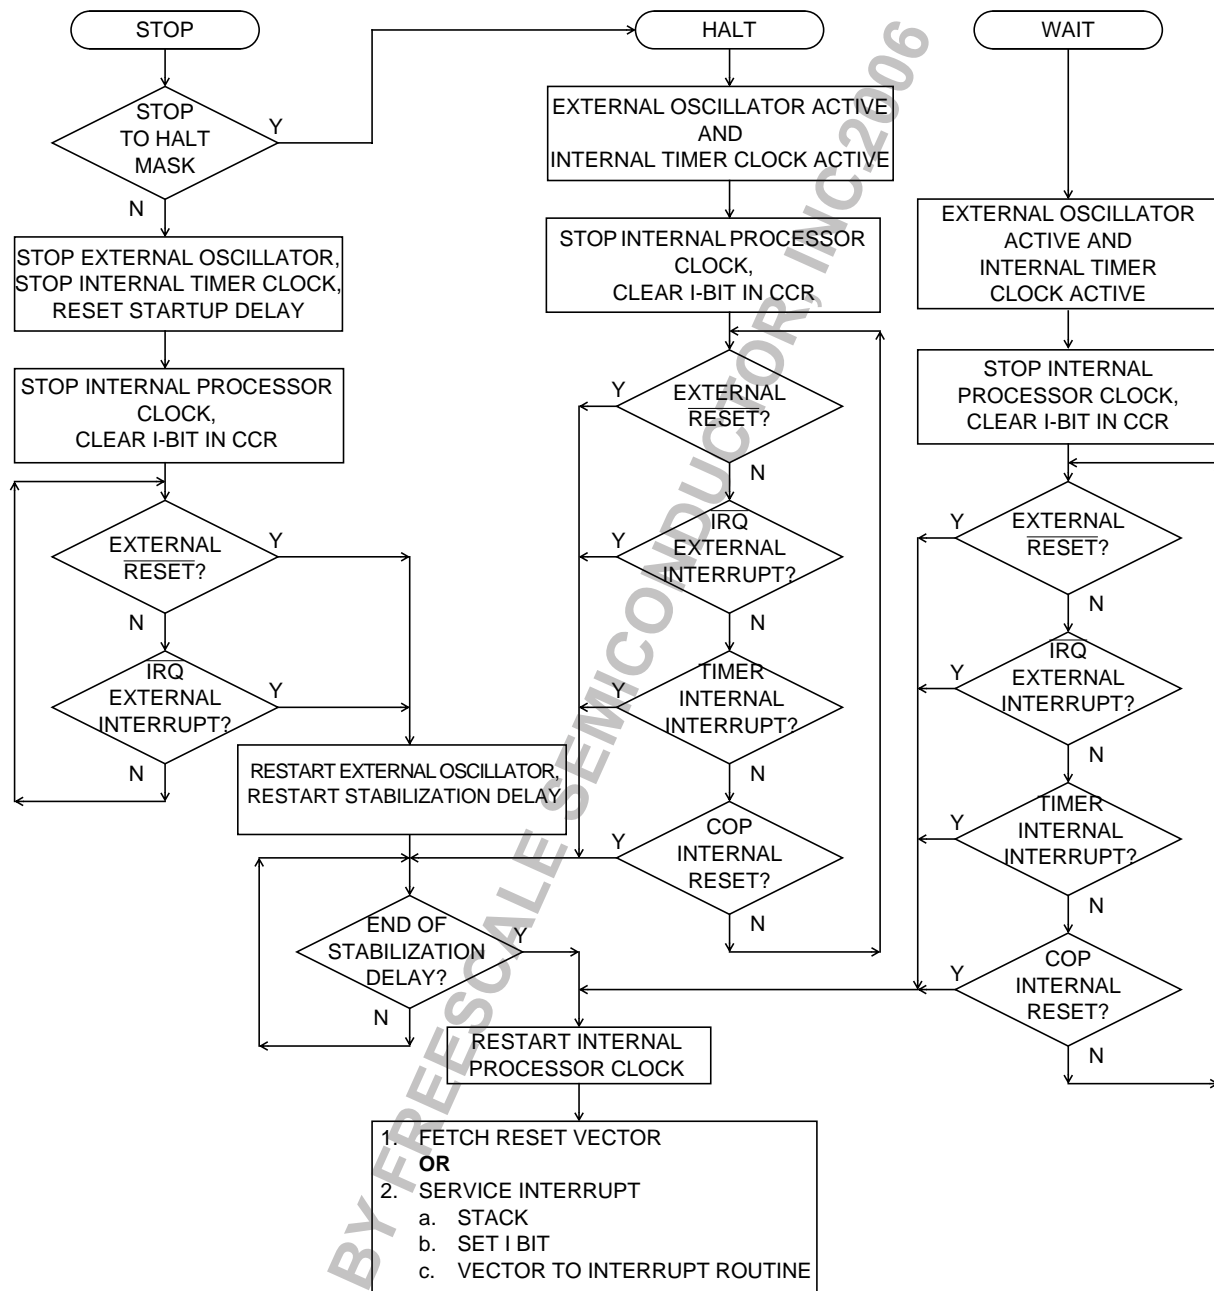 STOP
HALT
WAIT
STOP
TO HALT
MASK
Y
N
STOP EXTERNAL OSCILLATOR,
STOP INTERNAL TIMER CLOCK,
RESET STARTUP DELAY
STOP INTERNAL PROCESSOR
CLOCK,
CLEAR I-BIT IN CCR
EXTERNAL
RESET?
Y
N
IRQ
EXTERNAL
INTERRUPT?
Y
N
RESTART EXTERNAL OSCILLATOR,
RESTART STABILIZATION DELAY
END OF
STABILIZATION
DELAY?
Y
N
EXTERNAL OSCILLATOR ACTIVE
AND
INTERNAL TIMER CLOCK ACTIVE
STOP INTERNAL PROCESSOR
CLOCK,
CLEAR I-BIT IN CCR
Y
EXTERNAL
RESET?
N
Y
IRQ
EXTERNAL
INTERRUPT?
N
Y
TIMER
INTERNAL
INTERRUPT?
N
Y
COP
INTERNAL
RESET?
N
EXTERNAL OSCILLATOR
ACTIVE AND
INTERNAL TIMER
CLOCK ACTIVE
STOP INTERNAL
PROCESSOR CLOCK,
CLEAR I-BIT IN CCR
Y
EXTERNAL
RESET?
N
Y
IRQ
EXTERNAL
INTERRUPT?
N
Y
TIMER
INTERNAL
INTERRUPT?
N
Y
COP
INTERNAL
RESET?
N
RESTART INTERNAL
PROCESSOR CLOCK
1. FETCH RESET VECTOR
OR
2. SERVICE INTERRUPT
a. STACK
b. SET I BIT
c. VECTOR TO INTERRUPT ROUTINE
BY FREESCALE SEMICONDUCTOR, INC.2006